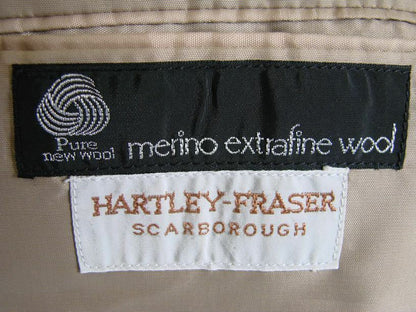 Pure
new wool
merino extrafine wool
HARTLEY-FRASER
SCARBOROUGH